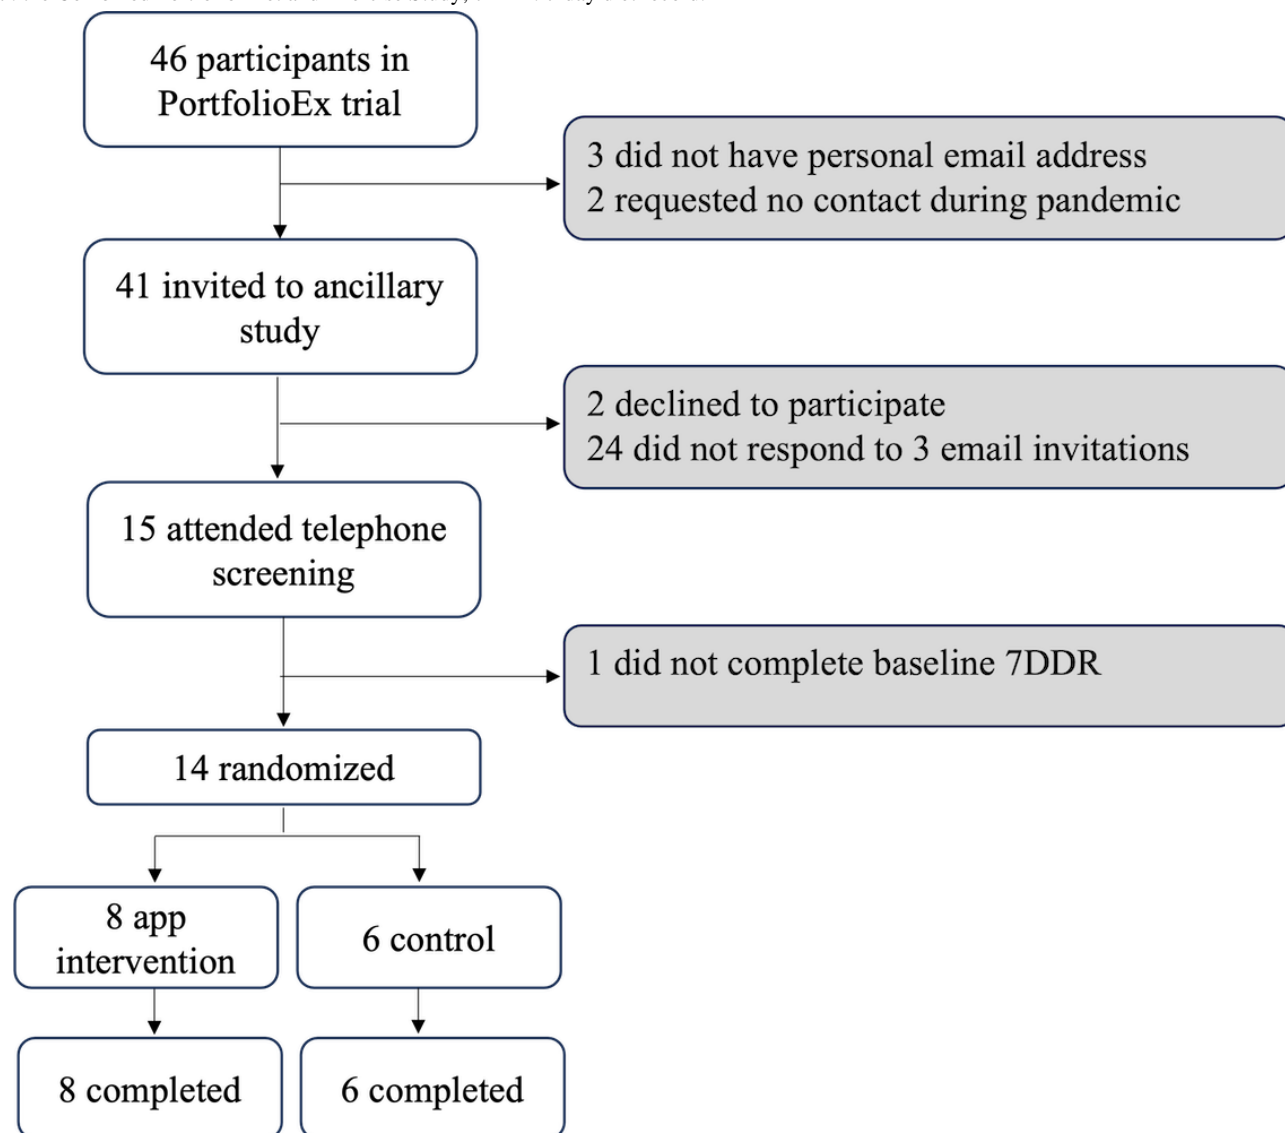 46 participants in
PortfolioEx trial
3 did not have personal email address
2 requested no contact during pandemic
41 invited to ancillary
study
2 declined to participate
24 did not respond to 3 email invitations
15 attended telephone
screening
1 did not complete baseline 7DDR
14 randomized
8 app
intervention
6 control
8 completed
6 completed